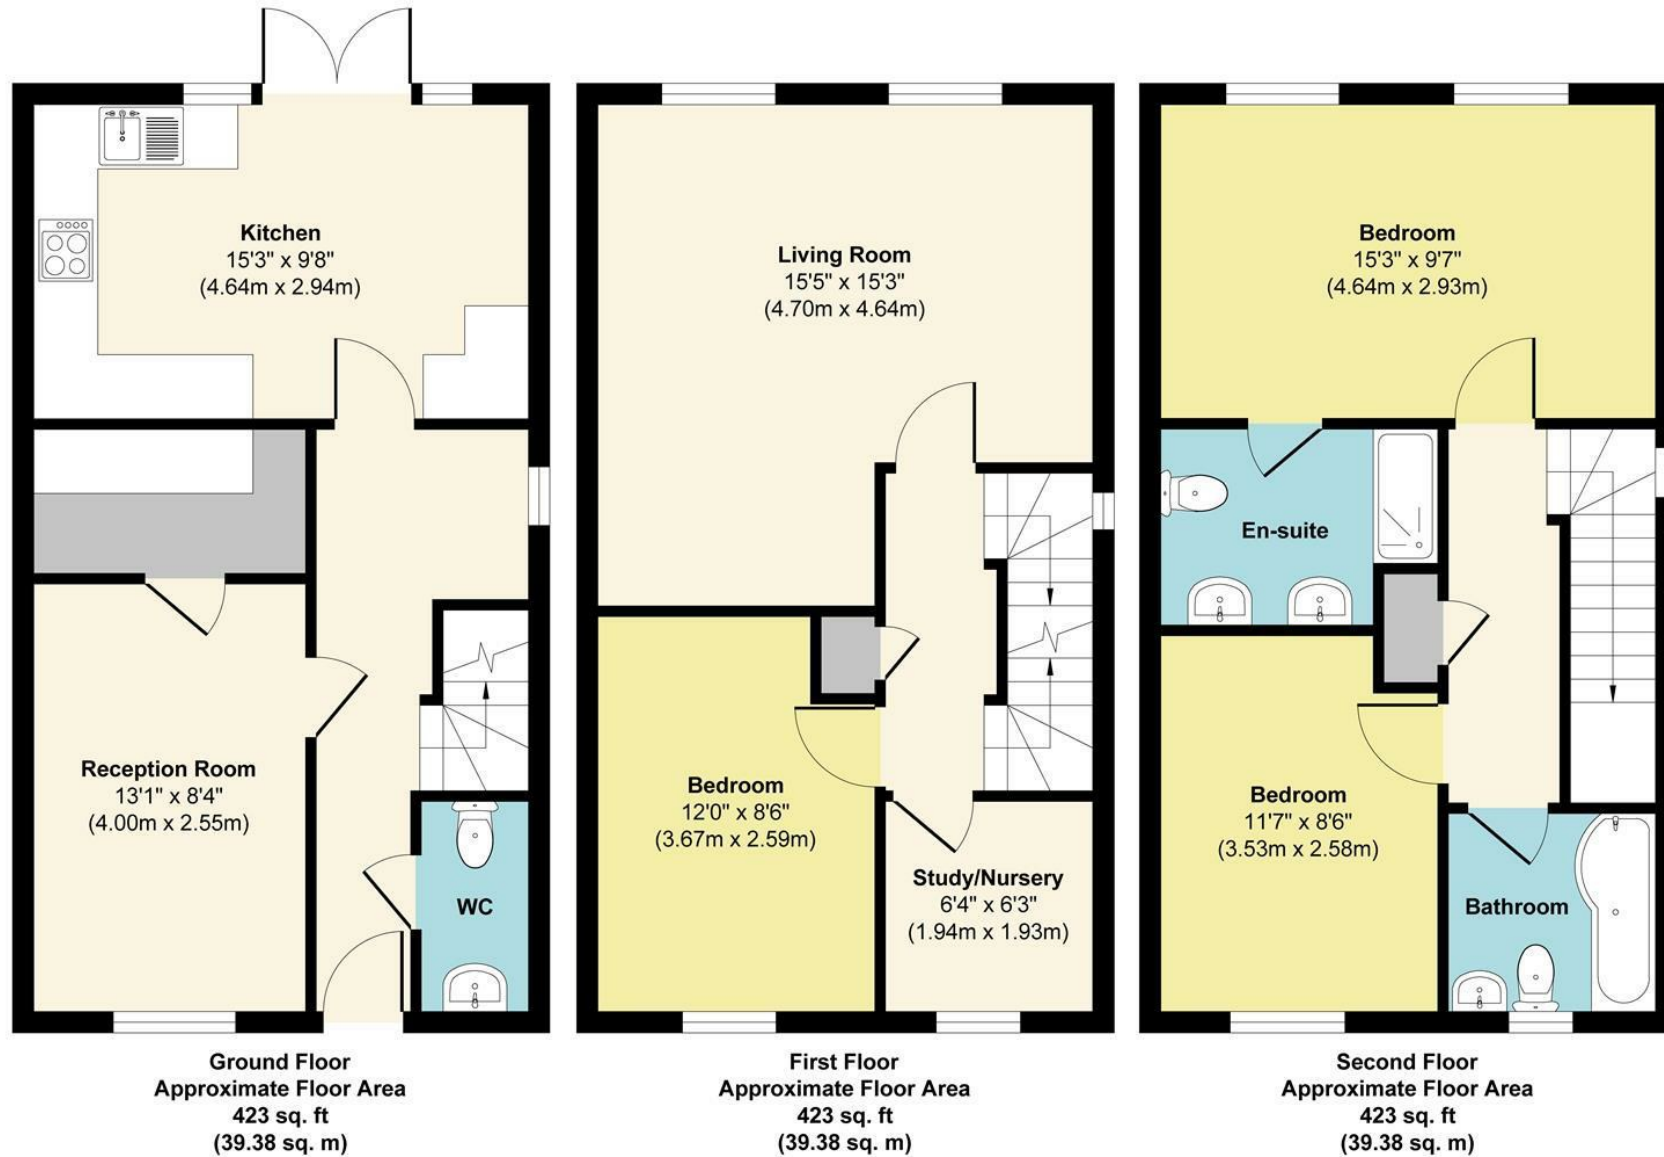 Kitchen
15'3" x 9'8"
(4.64m x 2.94m)
Reception Room
13'1" x 8'4"
(4.00m x 2.55m)
WC
Ground Floor
Approximate Floor Area
423 sq. ft
(39.38 sq. m)
Living Room
15'5" x 15'3"
(4.70m x 4.64m)
Bedroom
12'0" x 8'6"
(3.67m x 2.59m)
Study/Nursery
6'4" x 6'3"
(1.94m x 1.93m)
First Floor
Approximate Floor Area
423 sq. ft
(39.38 sq. m)
Bedroom
15'3" x 9'7"
(4.64m x 2.93m)
En-suite
Bedroom
11'7" x 8'6"
(3.53m x 2.58m)
Bathroom
Second Floor
Approximate Floor Area
423 sq. ft
(39.38 sq. m)